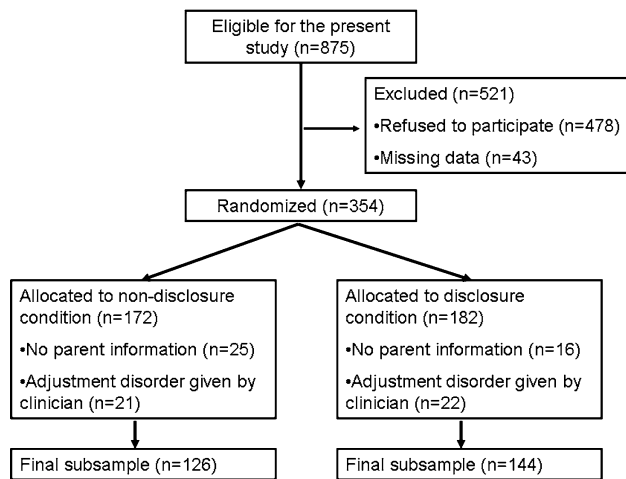 Eligible for the present
study (n=875)
Excluded (n=521)
•Refused to participate (n=478)
•Missing data (n=43)
Randomized (n=354)
Allocated to non-disclosure
condition (n=172)
•No parent information (n=25)
•Adjustment disorder given by
clinician (n=21)
Allocated to disclosure
condition (n=182)
•No parent information (n=16)
•Adjustment disorder given by
clinician (n=22)
Final subsample (n=126)
Final subsample (n=144)